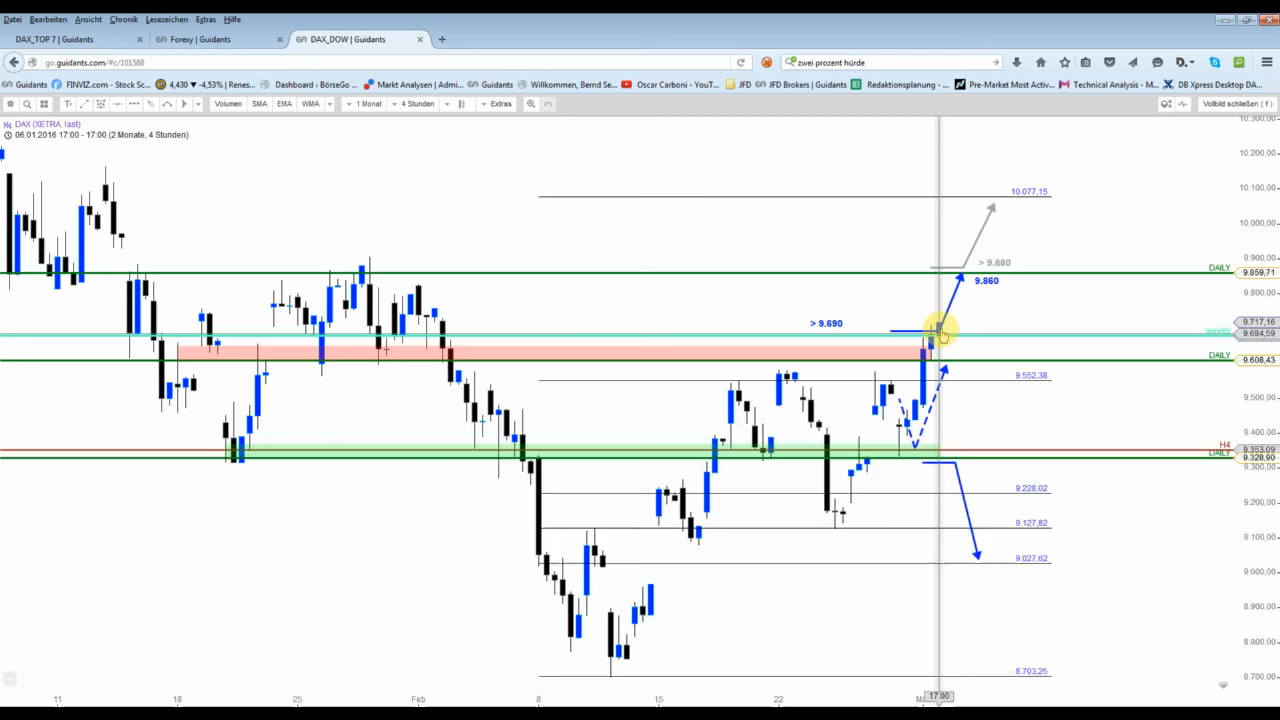 Datei Bearbeiten Ansicht Chronik Lesezeichen Extras Hilfe
DAX_TOP 7 | Guidants × Forexy | Guidants × DAX_DOW | Guidants × +
go.guidants.com/#c/101588 zwei prozent hürde
Guidants FINVIZ.com - Stock Sc... 4,430 ▾ -4,53% | Renes... Dashboard ‹ BörseGo ... Markt Analysen | Admi... Guidants Willkommen, Bernd Se... Oscar Carboni - YouT... JFD JFD Brokers | Guidants Redaktionsplanung - ... Pre-Market Most Activ... Technical Analysis - M... DB Xpress Desktop DA...
Volumen SMA EMA WMA 1 Monat 4 Stunden Extras Vollbild schließen ( f )
DAX (XETRA, last)
06.01.2016 17:00 - 17:00 (2 Monate, 4 Stunden)
10.300,00
10.200,00
10.077,15
10.100,00
10.000,00
> 9.880
9.900,00
DAILY 9.859,71
9.860
9.800,00
> 9.690
9.717,16
weekly 9.684,59
DAILY 9.608,43
9.552,38
9.500,00
9.400,00
H4 9.353,09
DAILY 9.328,90
9.300,00
9.228,02
9.200,00
9.127,82
9.100,00
9.027,62
9.000,00
8.900,00
8.800,00
8.703,25
8.700,00
11 18 25 Feb 8 15 22 17:00